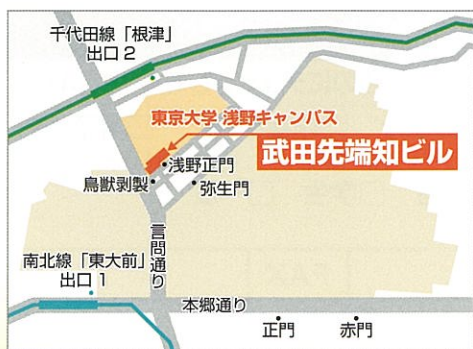 千代田線「根津」
出口2
東京大学 浅野キャンパス
武田先端知ビル
浅野正門
鳥獣剥製
弥生門
言問通り
南北線「東大前」
出口1
本郷通り
正門
赤門